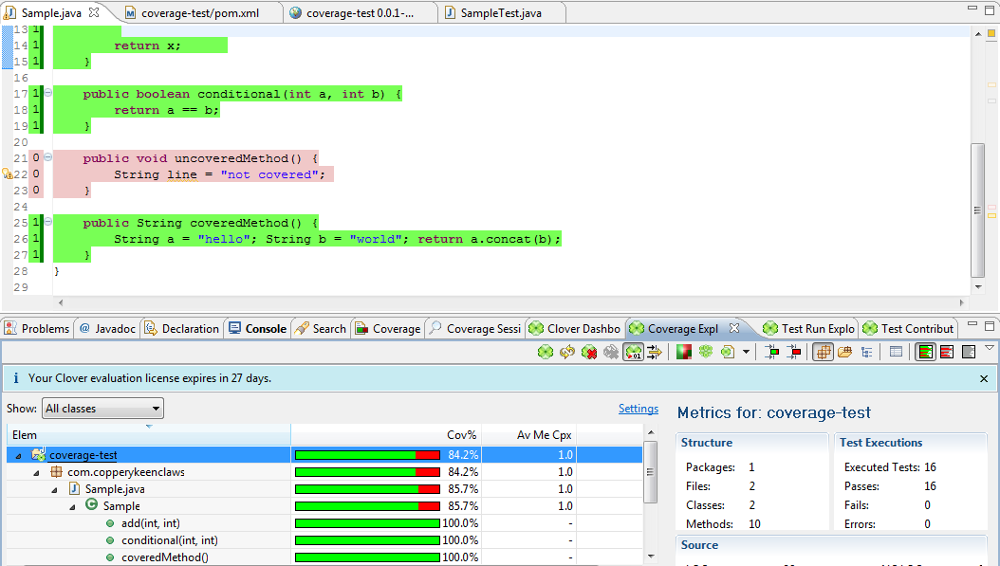 Sample.java coverage-test/pom.xml coverage-test 0.0.1-... SampleTest.java
13 1
14 1 return x;
15 1 }
16
17 1 public boolean conditional(int a, int b) {
18 1 return a == b;
19 1 }
20
21 0 public void uncoveredMethod() {
22 0 String line = "not covered";
23 0 }
24
25 1 public String coveredMethod() {
26 1 String a = "hello"; String b = "world"; return a.concat(b);
27 1 }
28 }
29
Problems @ Javadoc Declaration Console Search Coverage Coverage Sessi Clover Dashbo Coverage Expl Test Run Explo Test Contribut
Your Clover evaluation license expires in 27 days.
Show: All classes Settings
Elem Cov% Av Me Cpx
coverage-test 84.2% 1.0
com.copperykeenclaws 84.2% 1.0
Sample.java 85.7% 1.0
Sample 85.7% 1.0
add(int, int) 100.0% -
conditional(int, int) 100.0% -
coveredMethod() 100.0% -
Metrics for: coverage-test
Structure
Packages: 1
Files: 2
Classes: 2
Methods: 10
Test Executions
Executed Tests: 16
Passes: 16
Fails: 0
Errors: 0
Source